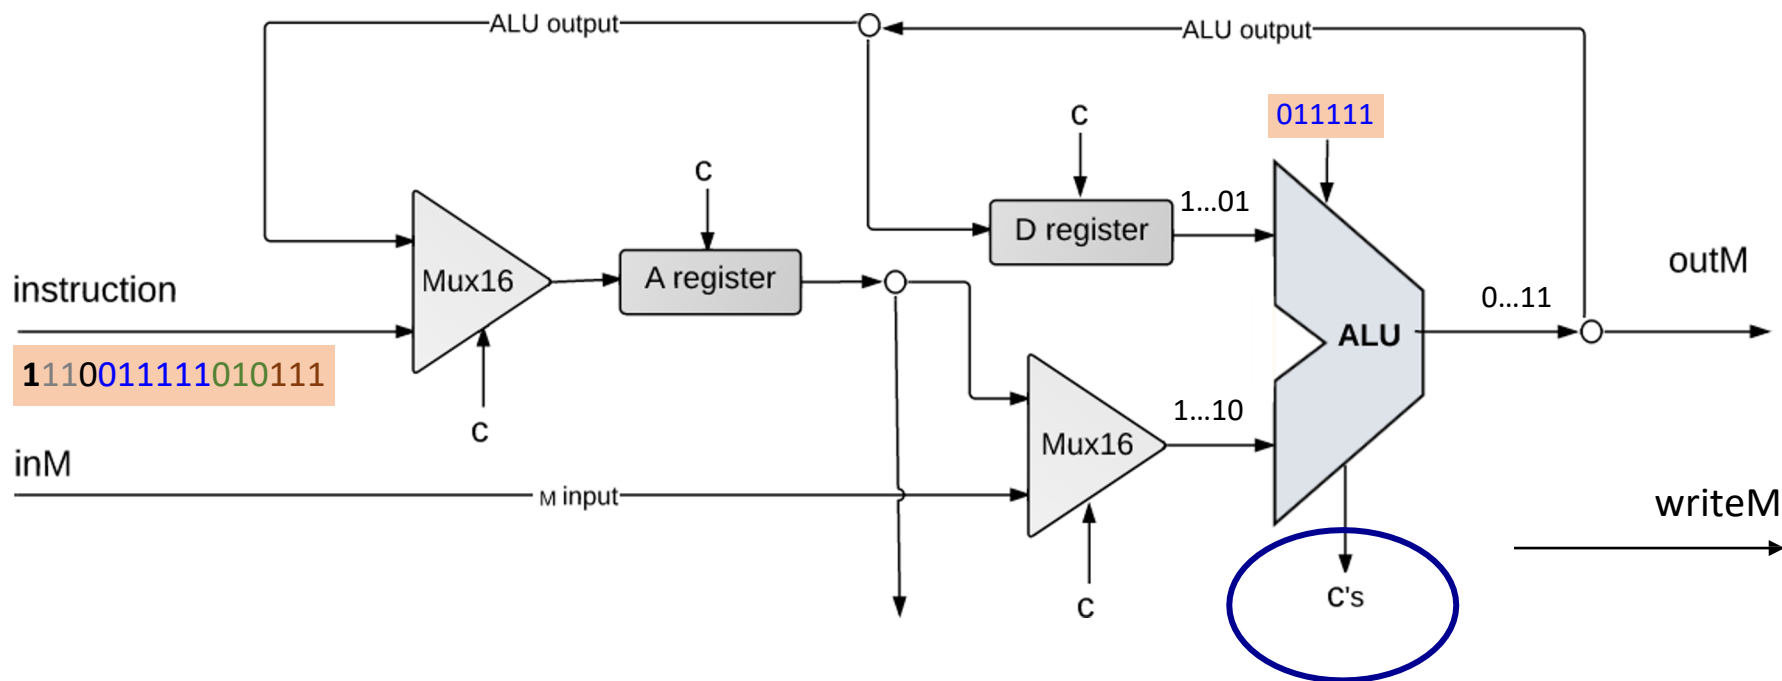 ALU output
ALU output
011111
c
c
1...01
D register
Mux16
A register
instruction
outM
0...11
ALU
1110011111010111
1...10
c
Mux16
inM
M input
writeM
c's
c